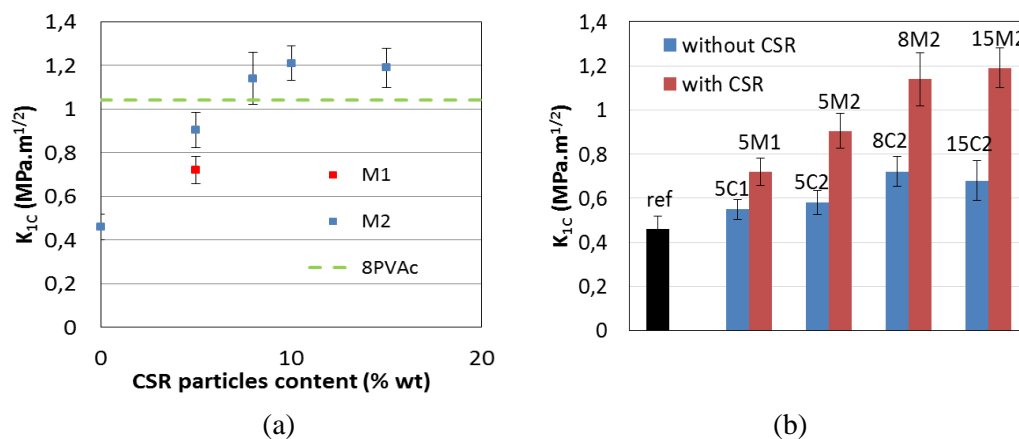 1,4
1,2
1
0,8
0,6
0,4
0,2
0
K1C (MPa.m1/2)
M1
M2
8PVAc
0 10 20
CSR particles content (% wt)
(a)
1,4
1,2
1
0,8
0,6
0,4
0,2
0
K1C (MPa.m1/2)
without CSR
with CSR
ref
5C1
5M1
5C2
5M2
8C2
8M2
15C2
15M2
(b)